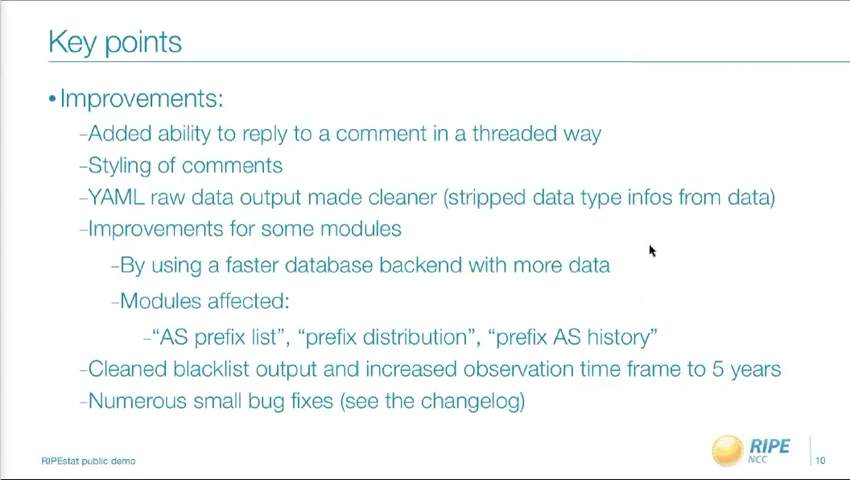 Key points
•Improvements:
-Added ability to reply to a comment in a threaded way
-Styling of comments
-YAML raw data output made cleaner (stripped data type infos from data)
-Improvements for some modules
-By using a faster database backend with more data
-Modules affected:
-“AS prefix list”, “prefix distribution”, “prefix AS history”
-Cleaned blacklist output and increased observation time frame to 5 years
-Numerous small bug fixes (see the changelog)
RIPEstat public demo
RIPE
NCC
10